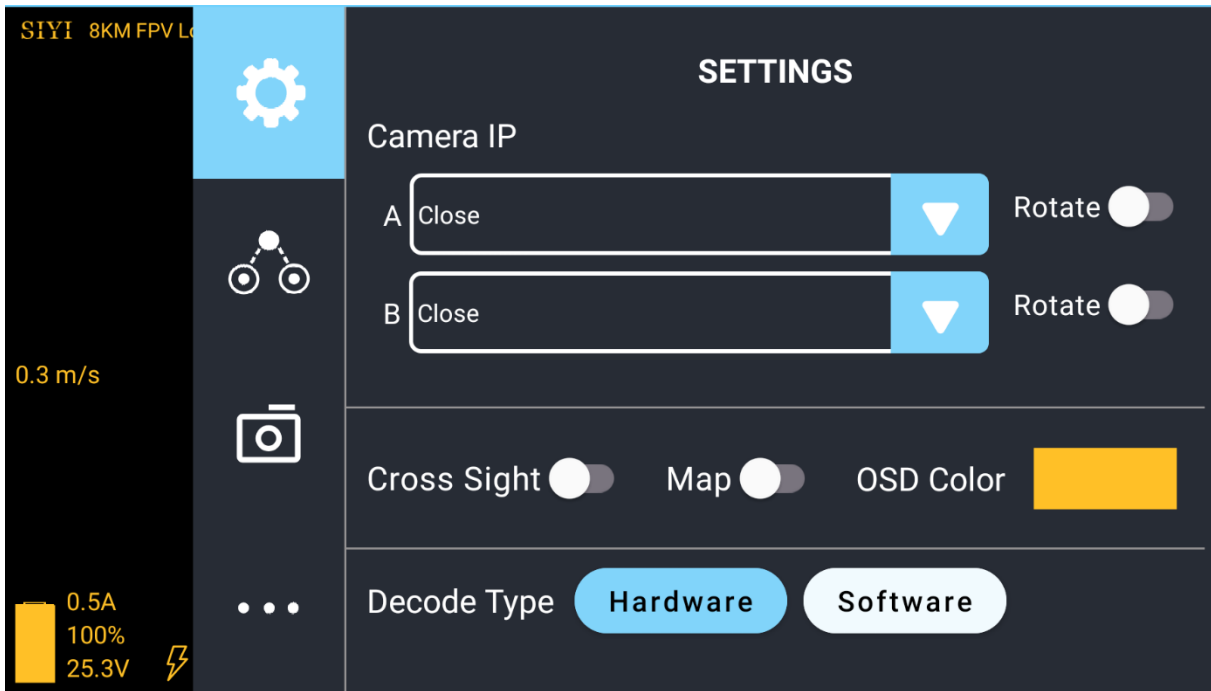 SIYI 8KM FPV
SETTINGS
Camera IP
A Close Rotate
B Close Rotate
0.3 m/s
Cross Sight Map OSD Color
Decode Type Hardware Software
0.5A
100%
25.3V